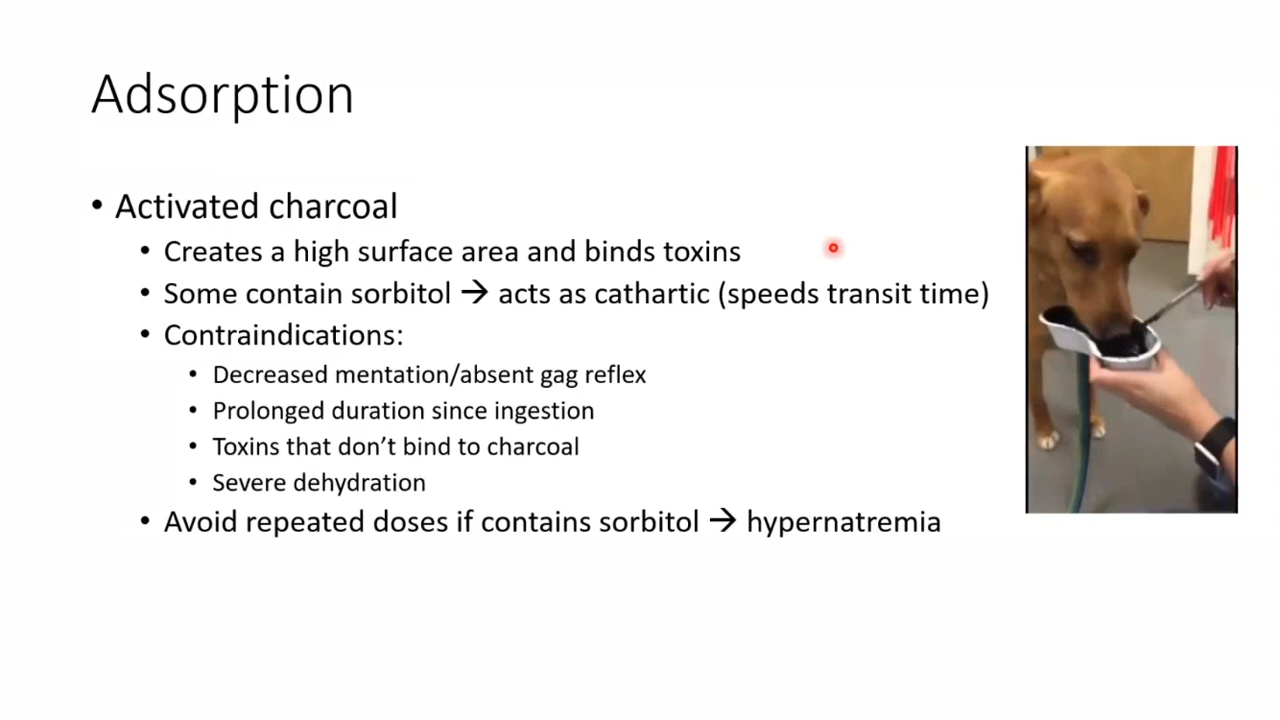 Adsorption
• Activated charcoal
• Creates a high surface area and binds toxins
• Some contain sorbitol → acts as cathartic (speeds transit time)
• Contraindications:
• Decreased mentation/absent gag reflex
• Prolonged duration since ingestion
• Toxins that don’t bind to charcoal
• Severe dehydration
• Avoid repeated doses if contains sorbitol → hypernatremia